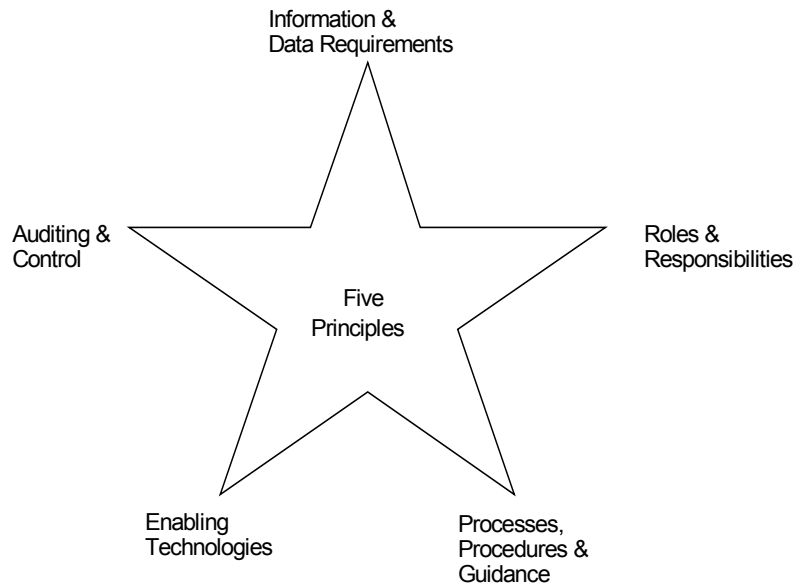 Information &
Data Requirements
Auditing &
Control
Roles &
Responsibilities
Five
Principles
Enabling
Technologies
Processes,
Procedures &
Guidance